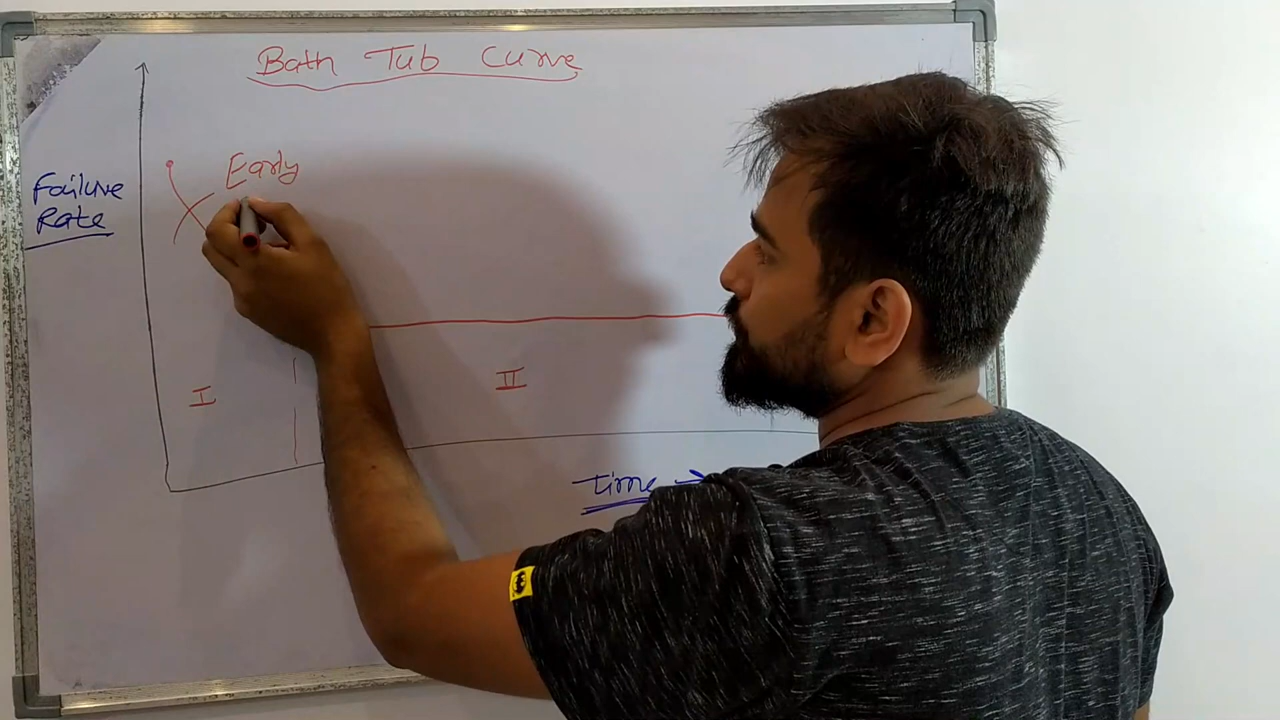 Bath Tub Curve
Early
Failure
Rate
I
II
time →